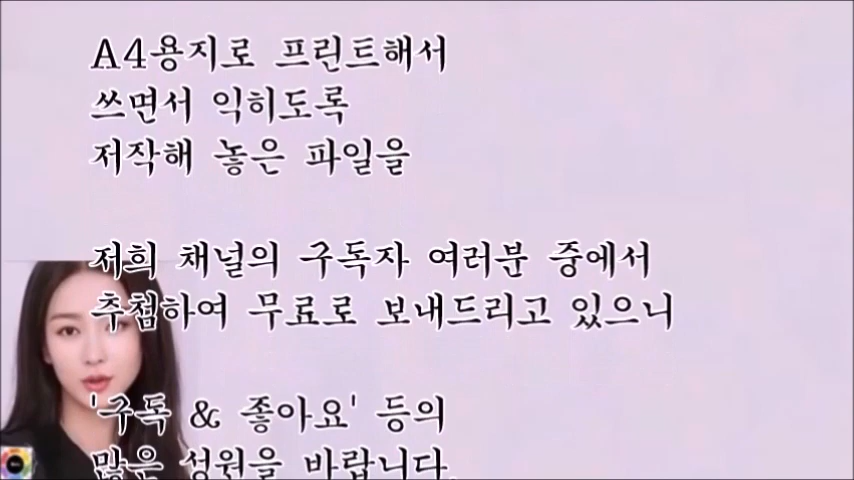 A4용지로 프린트해서
쓰면서 익히도록
저작해 놓은 파일을
저희 채널의 구독자 여러분 중에서
추첨하여 무료로 보내드리고 있으니
'구독 & 좋아요' 등의
많은 성원을 바랍니다.